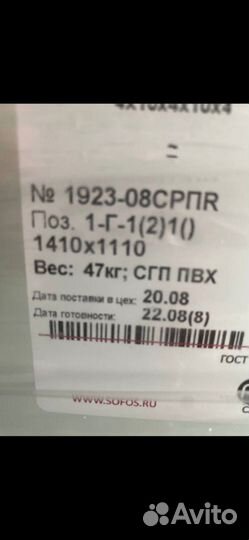 4x10x4x10x4
=
№ 1923-08СРПR
Поз. 1-Г-1(2)1()
1410x1110
Вес: 47кг; СГП ПВХ
Дата поставки в цех: 20.08
Дата готовности: 22.08(8)
ГОСТ
WWW.SOFOS.RU
Avito